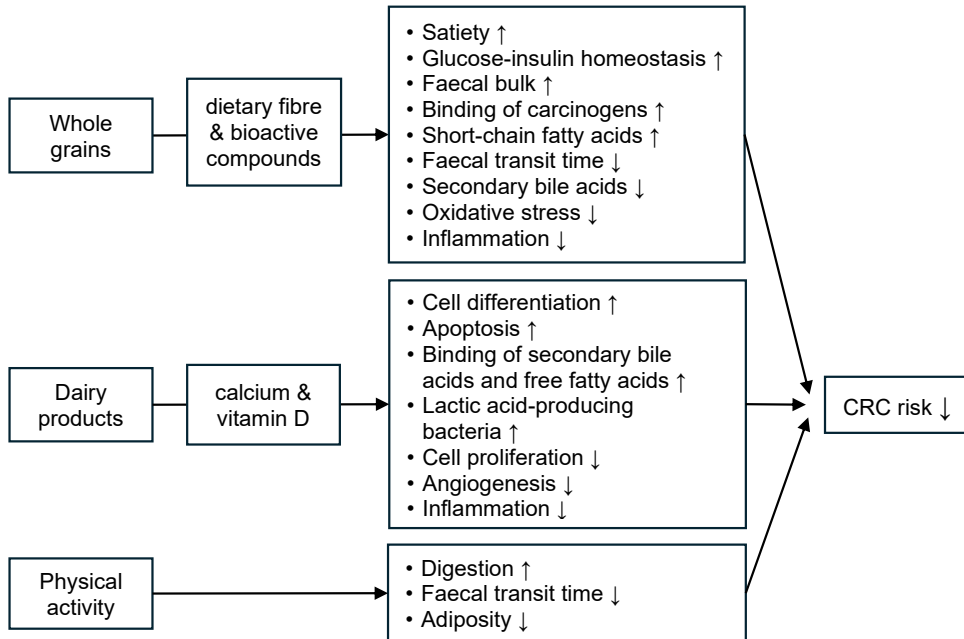 Whole
grains
dietary fibre
& bioactive
compounds
• Satiety ↑
• Glucose-insulin homeostasis ↑
• Faecal bulk ↑
• Binding of carcinogens ↑
• Short-chain fatty acids ↑
• Faecal transit time ↓
• Secondary bile acids ↓
• Oxidative stress ↓
• Inflammation ↓
Dairy
products
calcium &
vitamin D
• Cell differentiation ↑
• Apoptosis ↑
• Binding of secondary bile
acids and free fatty acids ↑
• Lactic acid-producing
bacteria ↑
• Cell proliferation ↓
• Angiogenesis ↓
• Inflammation ↓
CRC risk ↓
Physical
activity
• Digestion ↑
• Faecal transit time ↓
• Adiposity ↓